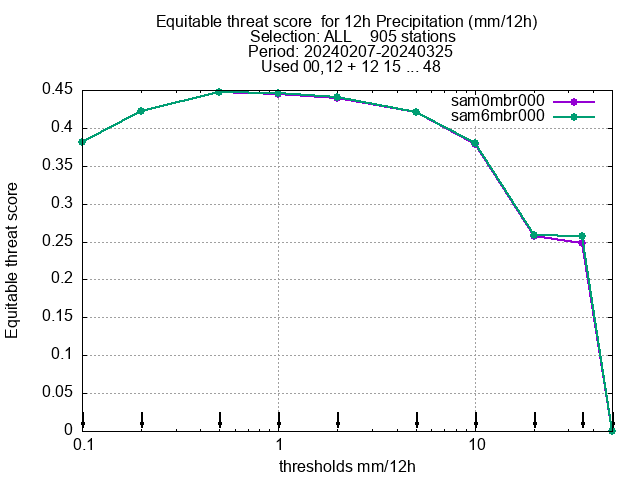 Equitable threat score  for 12h Precipitation (mm/12h)
Selection: ALL    905 stations
Period: 20240207-20240325
Used 00,12 + 12 15 ... 48
sam0mbr000
sam6mbr000
0.45
0.4
0.35
0.3
0.25
0.2
0.15
0.1
0.05
0
Equitable threat score
0.1 1 10
thresholds mm/12h